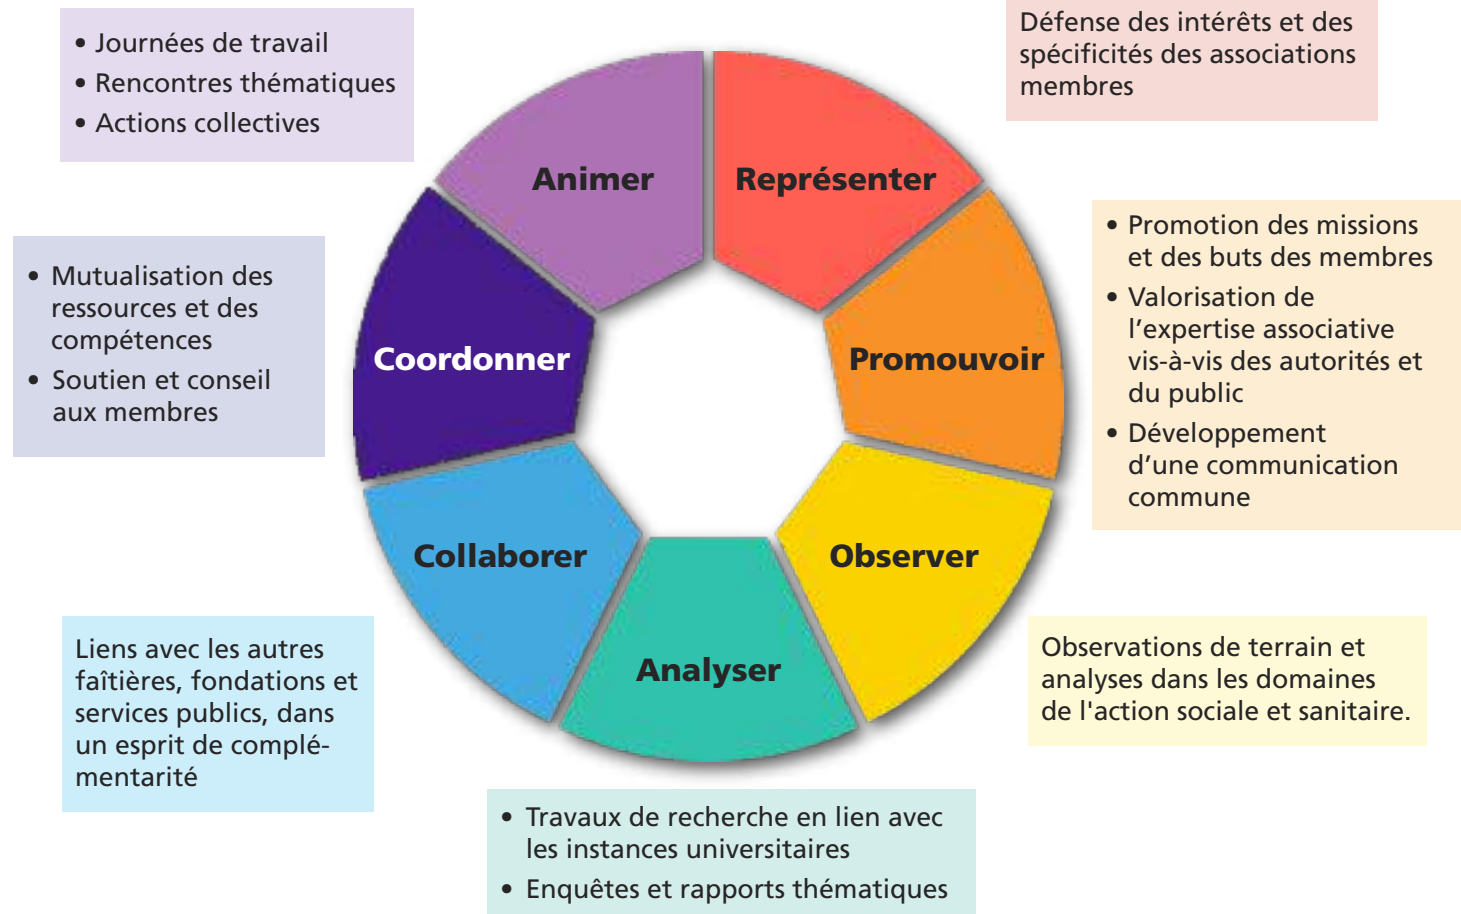 • Journées de travail
• Rencontres thématiques
• Actions collectives
Défense des intérêts et des
spécificités des associations
membres
Animer
Représenter
• Mutualisation des
ressources et des
compétences
• Soutien et conseil
aux membres
• Promotion des missions
et des buts des membres
• Valorisation de
l’expertise associative
vis-à-vis des autorités et
du public
• Développement
d’une communication
commune
Coordonner
Promouvoir
Collaborer
Observer
Analyser
Liens avec les autres
faîtières, fondations et
services publics, dans
un esprit de complé-
mentarité
Observations de terrain et
analyses dans les domaines
de l'action sociale et sanitaire.
• Travaux de recherche en lien avec
les instances universitaires
• Enquêtes et rapports thématiques